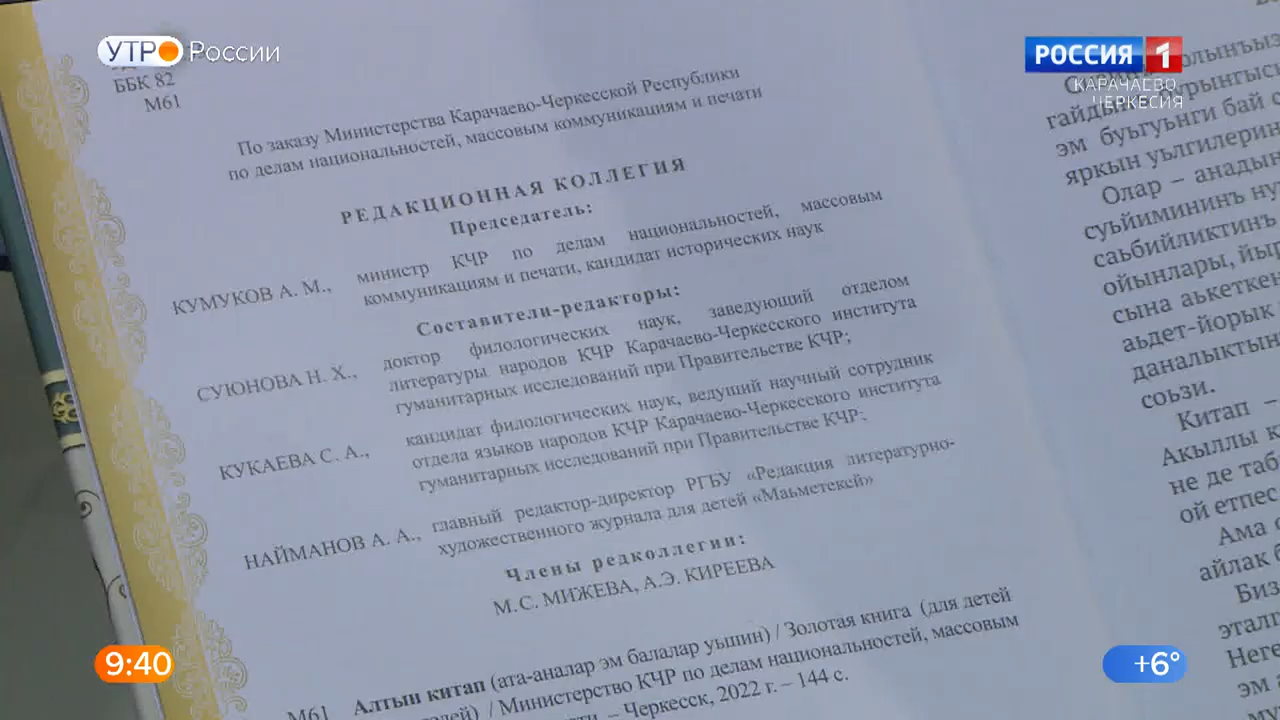 УТРО России
РОССИЯ 1
КАРАЧАЕВО
ЧЕРКЕСИЯ
ББК 82
М61
По заказу Министерства Карачаево-Черкесской Республики
по делам национальностей, массовым коммуникациям и печати
РЕДАКЦИОННАЯ КОЛЛЕГИЯ
Председатель:
КУМУКОВ А. М., министр КЧР по делам национальностей, массовым
коммуникациям и печати, кандидат исторических наук
Составители-редакторы:
СУЮНОВА Н. Х., доктор филологических наук, заведующий отделом
литературы народов КЧР Карачаево-Черкесского института
гуманитарных исследований при Правительстве КЧР;
КУКАЕВА С. А., кандидат филологических наук, ведущий научный сотрудник
отдела языков народов КЧР Карачаево-Черкесского института
гуманитарных исследований при Правительстве КЧР;
НАЙМАНОВ А. А., главный редактор-директор РГБУ «Редакция литературно-
художественного журнала для детей «Маьметекей»
Члены редколлегии:
М.С. МИЖЕВА, А.Э. КИРЕЕВА
М61 Алтын китап (ата-аналар эм балалар уьшин) / Золотая книга (для детей
/ Министерство КЧР по делам национальностей, массовым
– Черкесск, 2022 г. – 144 с.
гайдынъ
эм буьгуьнги бай
яркын уьлгилерин
Олар – анадын
суьйимининъ
саьбийликтинъ
ойынлары,
сына аькеткен
аьдет-йорык
даналыктын
соьзи.
Китап –
Акыллы
не де
ой етпес
Ама
айлак
Биз
эталг
Неге
эм
9:40
+6°